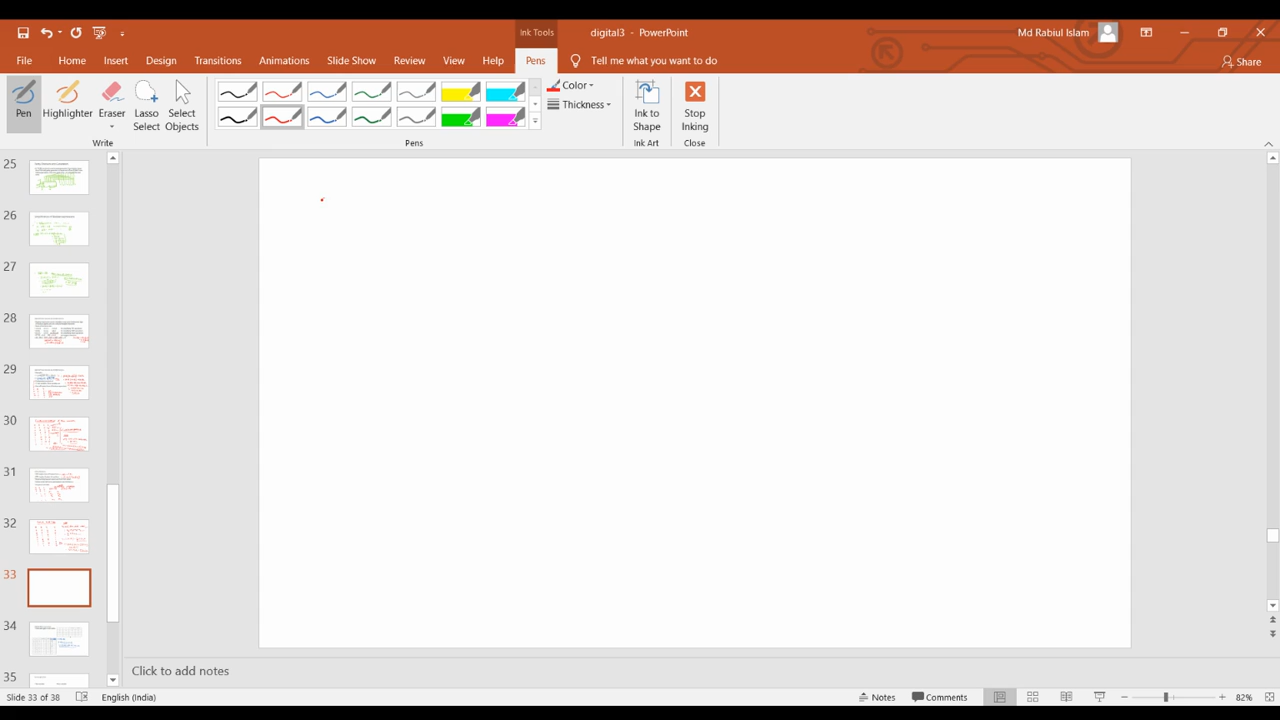 Ink Tools
digital3 - PowerPoint
Md Rabiul Islam
File Home Insert Design Transitions Animations Slide Show Review View Help Pens Tell me what you want to do Share
Pen Highlighter Eraser Lasso Select Select Objects
Color
Thickness
Ink to Shape
Stop Inking
Write Pens Ink Art Close
25
26
27
28
29
30
31
32
33
34
35
Click to add notes
Slide 33 of 38 English (India) Notes Comments 82%